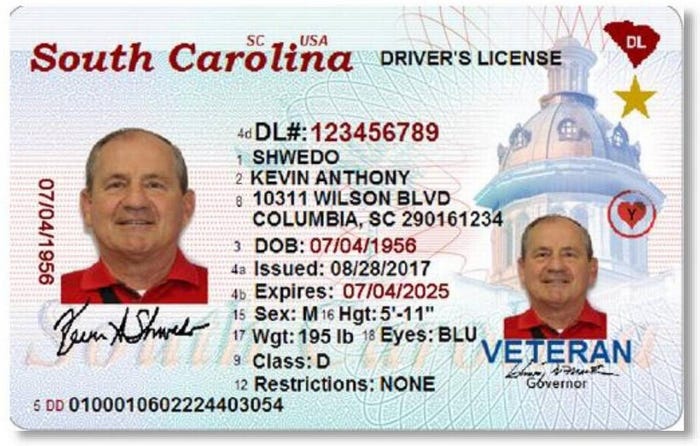 SC USA
South Carolina DRIVER'S LICENSE
DL
4d DL#: 123456789
1 SHWEDO
2 KEVIN ANTHONY
8 10311 WILSON BLVD
COLUMBIA, SC 290161234
Y
07/04/1956
3 DOB: 07/04/1956
4a Issued: 08/28/2017
4b Expires: 07/04/2025
15 Sex: M 16 Hgt: 5'-11"
17 Wgt: 195 lb 18 Eyes: BLU
9 Class: D
12 Restrictions: NONE
Kevin A Shwedo
VETERAN
Governor
5 DD 0100010602224403054
South Carolina